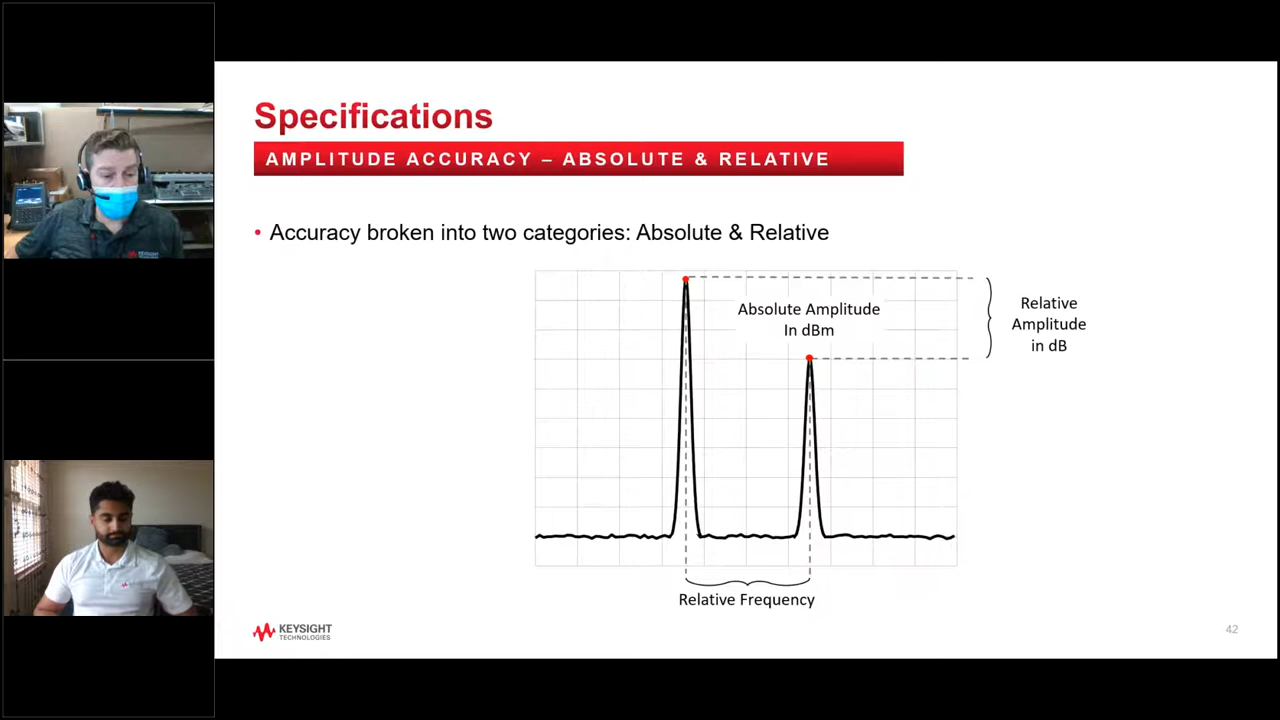 Specifications
AMPLITUDE ACCURACY – ABSOLUTE & RELATIVE
• Accuracy broken into two categories: Absolute & Relative
Absolute Amplitude
In dBm
Relative
Amplitude
in dB
Relative Frequency
KEYSIGHT
TECHNOLOGIES
42
KEYSIGHT